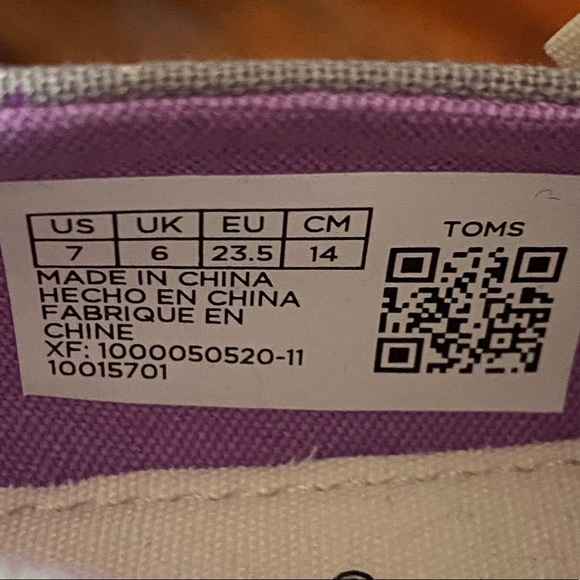 US UK EU CM
7 6 23.5 14
TOMS
MADE IN CHINA
HECHO EN CHINA
FABRIQUE EN
CHINE
XF: 1000050520-11
10015701